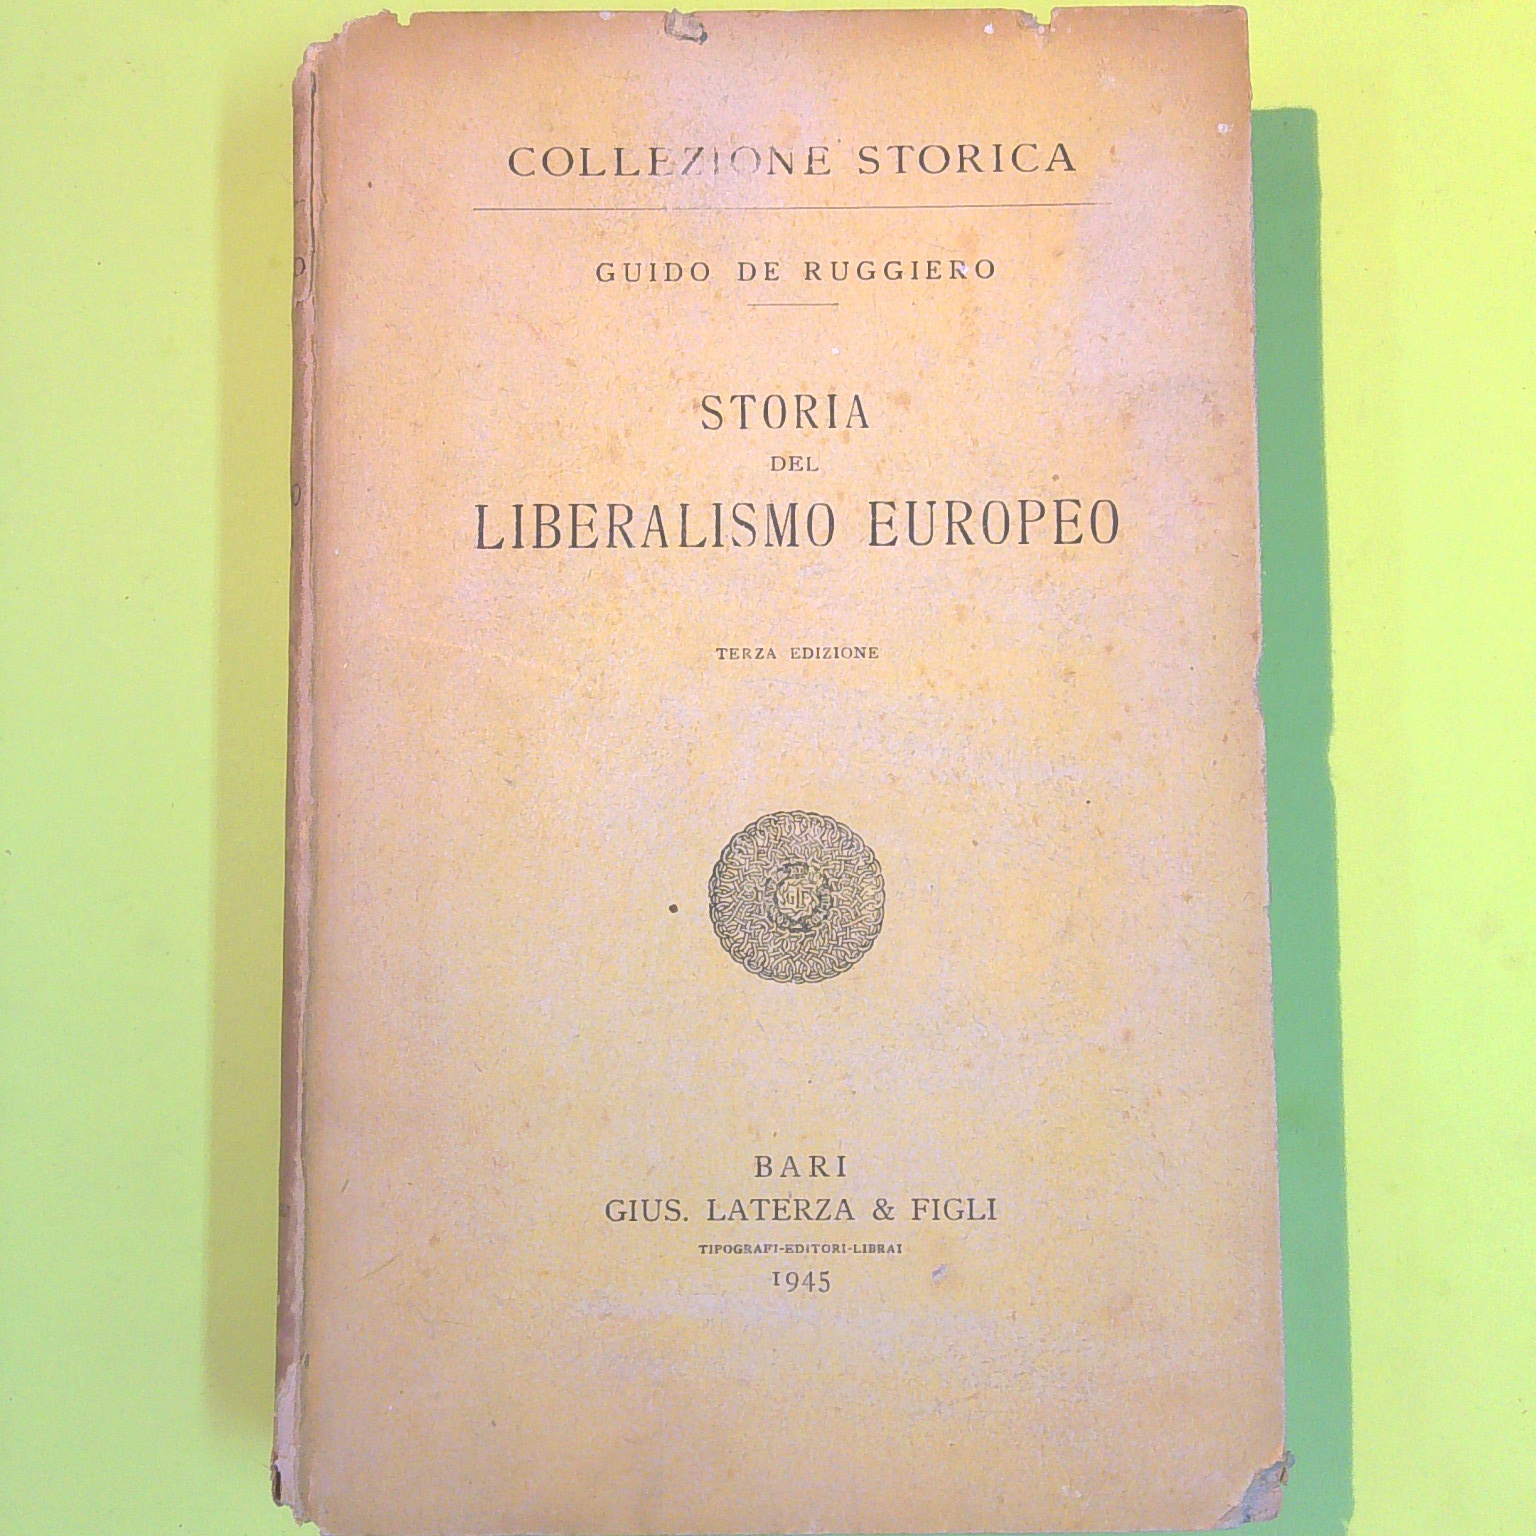 COLLEZIONE STORICA
GUIDO DE RUGGIERO
STORIA
DEL
LIBERALISMO EUROPEO
TERZA EDIZIONE
BARI
GIUS. LATERZA & FIGLI
TIPOGRAFI-EDITORI-LIBRAI
1945